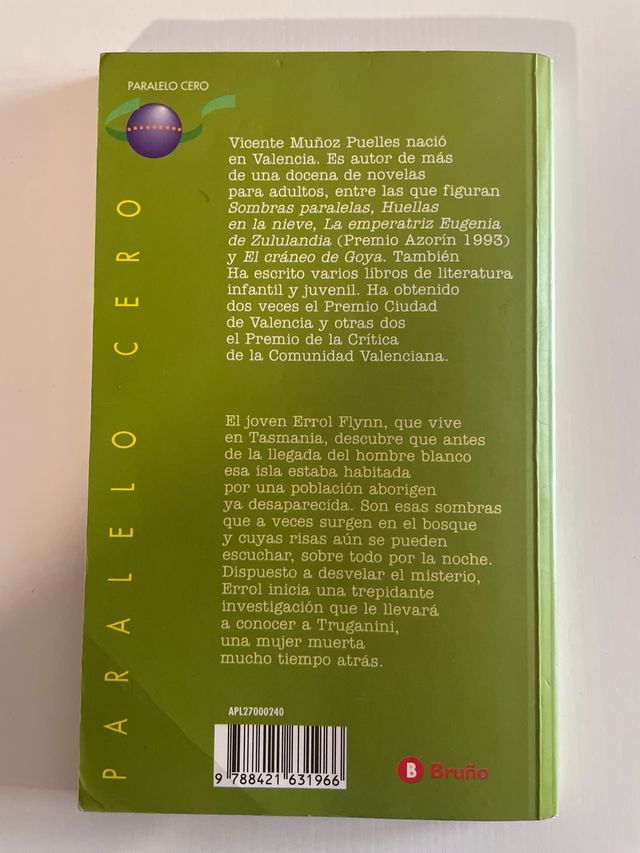 PARALELO CERO
PARALELO CERO
Vicente Muñoz Puelles nació
en Valencia. Es autor de más
de una docena de novelas
para adultos, entre las que figuran
Sombras paralelas, Huellas
en la nieve, La emperatriz Eugenia
de Zululandia (Premio Azorín 1993)
y El cráneo de Goya. También
Ha escrito varios libros de literatura
infantil y juvenil. Ha obtenido
dos veces el Premio Ciudad
de Valencia y otras dos
el Premio de la Crítica
de la Comunidad Valenciana.
El joven Errol Flynn, que vive
en Tasmania, descubre que antes
de la llegada del hombre blanco
esa isla estaba habitada
por una población aborigen
ya desaparecida. Son esas sombras
que a veces surgen en el bosque
y cuyas risas aún se pueden
escuchar, sobre todo por la noche.
Dispuesto a desvelar el misterio,
Errol inicia una trepidante
investigación que le llevará
a conocer a Truganini,
una mujer muerta
mucho tiempo atrás.
APL27000240
9 788421 631966
B Bruño